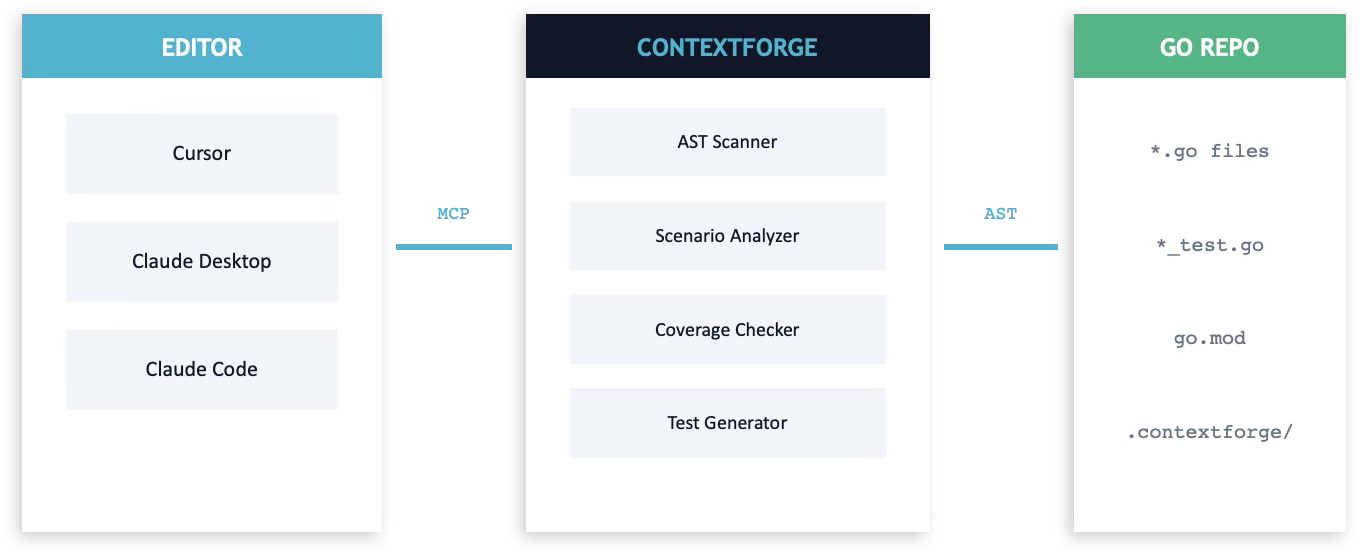 EDITOR
Cursor
Claude Desktop
Claude Code
MCP
CONTEXTFORGE
AST Scanner
Scenario Analyzer
Coverage Checker
Test Generator
AST
GO REPO
*.go files
*_test.go
go.mod
.contextforge/